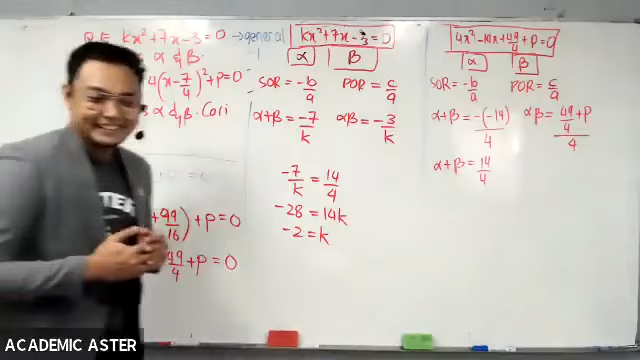 Q.E kx²+7x-3=0 → general
α & β
4(x-7/4)²+p=0
α & β. Cari
+49/16)+p=0
49/4+p=0
kx²+7x-3=0
α β
SOR=-b/a POR=c/a
α+β=-7/k αβ=-3/k
-7/k=14/4
-28=14k
-2=k
4x²-14x+49/4+p=0
α β
SOR=-b/a POR=c/a
α+β=-(-14)/4 αβ=49/4+p/4
α+β=14/4
ACADEMIC ASTER